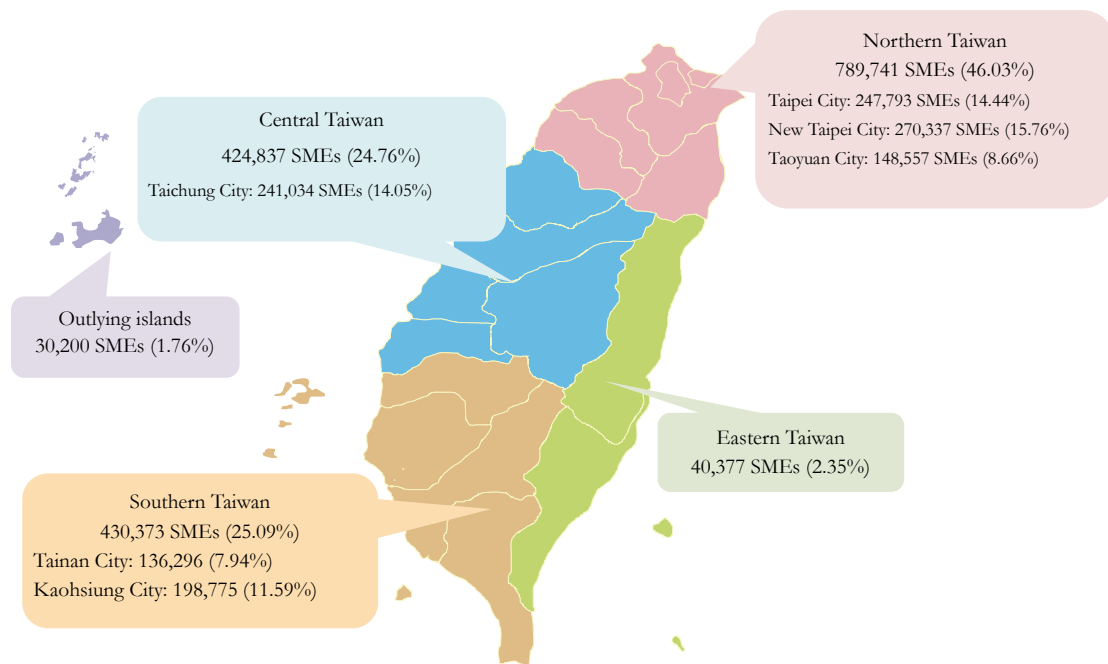 Northern Taiwan
789,741 SMEs (46.03%)
Taipei City: 247,793 SMEs (14.44%)
New Taipei City: 270,337 SMEs (15.76%)
Taoyuan City: 148,557 SMEs (8.66%)
Central Taiwan
424,837 SMEs (24.76%)
Taichung City: 241,034 SMEs (14.05%)
Outlying islands
30,200 SMEs (1.76%)
Eastern Taiwan
40,377 SMEs (2.35%)
Southern Taiwan
430,373 SMEs (25.09%)
Tainan City: 136,296 (7.94%)
Kaohsiung City: 198,775 (11.59%)